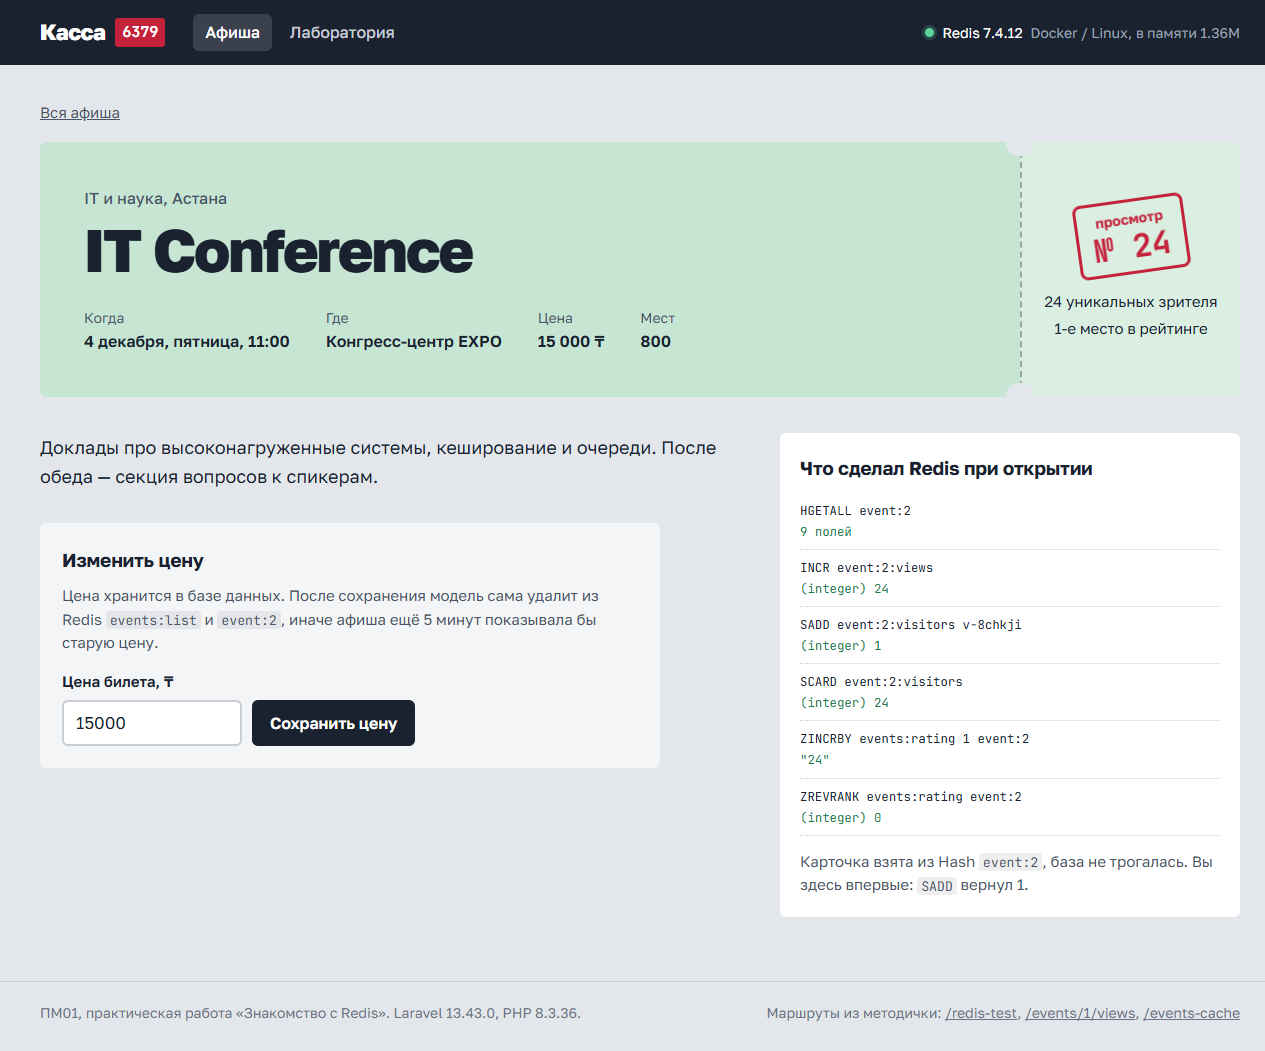 Касса 6379 Афиша Лаборатория Redis 7.4.12 Docker / Linux, в памяти 1.36M
Вся афиша
IT и наука, Астана
IT Conference
Когда Где Цена Мест
4 декабря, пятница, 11:00 Конгресс-центр EXPO 15 000 ₸ 800
просмотр
№ 24
24 уникальных зрителя
1-е место в рейтинге
Доклады про высоконагруженные системы, кеширование и очереди. После
обеда — секция вопросов к спикерам.
Изменить цену
Цена хранится в базе данных. После сохранения модель сама удалит из
Redis events:list и event:2, иначе афиша ещё 5 минут показывала бы
старую цену.
Цена билета, ₸
15000 Сохранить цену
Что сделал Redis при открытии
HGETALL event:2
9 полей
INCR event:2:views
(integer) 24
SADD event:2:visitors v-8chkji
(integer) 1
SCARD event:2:visitors
(integer) 24
ZINCRBY events:rating 1 event:2
"24"
ZREVRANK events:rating event:2
(integer) 0
Карточка взята из Hash event:2, база не трогалась. Вы
здесь впервые: SADD вернул 1.
ПМ01, практическая работа «Знакомство с Redis». Laravel 13.43.0, PHP 8.3.36. Маршруты из методички: /redis-test, /events/1/views, /events-cache